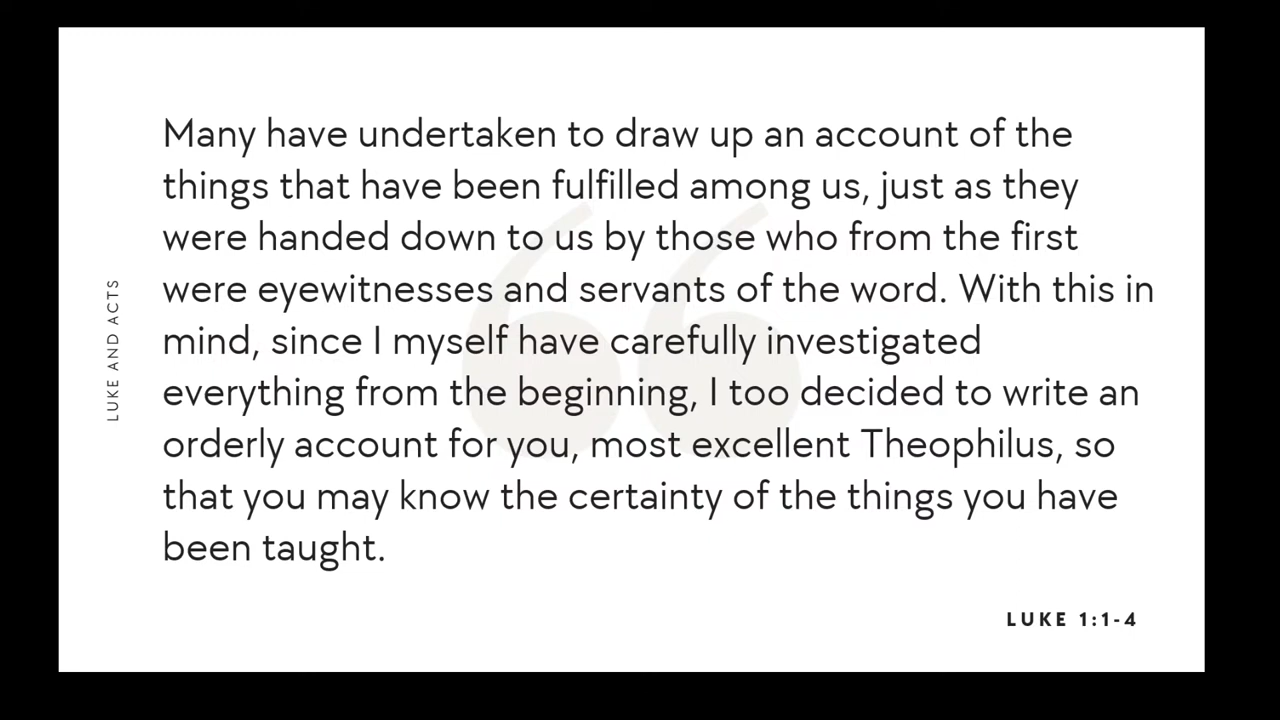 Many have undertaken to draw up an account of the
things that have been fulfilled among us, just as they
were handed down to us by those who from the first
were eyewitnesses and servants of the word. With this in
mind, since I myself have carefully investigated
everything from the beginning, I too decided to write an
orderly account for you, most excellent Theophilus, so
that you may know the certainty of the things you have
been taught.
LUKE AND ACTS
LUKE 1:1-4